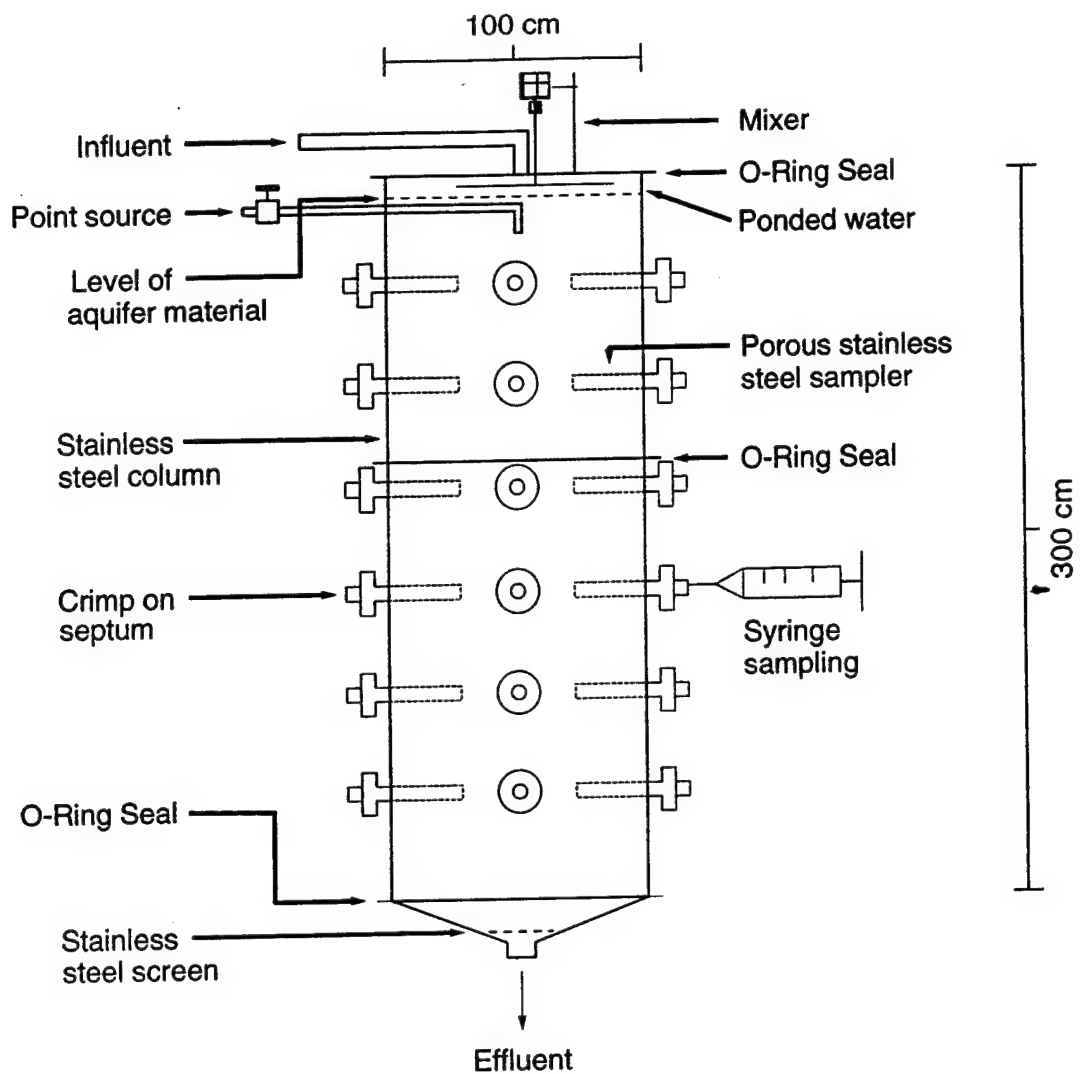 100 cm
Influent
Mixer
O-Ring Seal
Point source
Ponded water
Level of
aquifer material
Porous stainless
steel sampler
Stainless
steel column
O-Ring Seal
300 cm
Crimp on
septum
Syringe
sampling
O-Ring Seal
Stainless
steel screen
Effluent